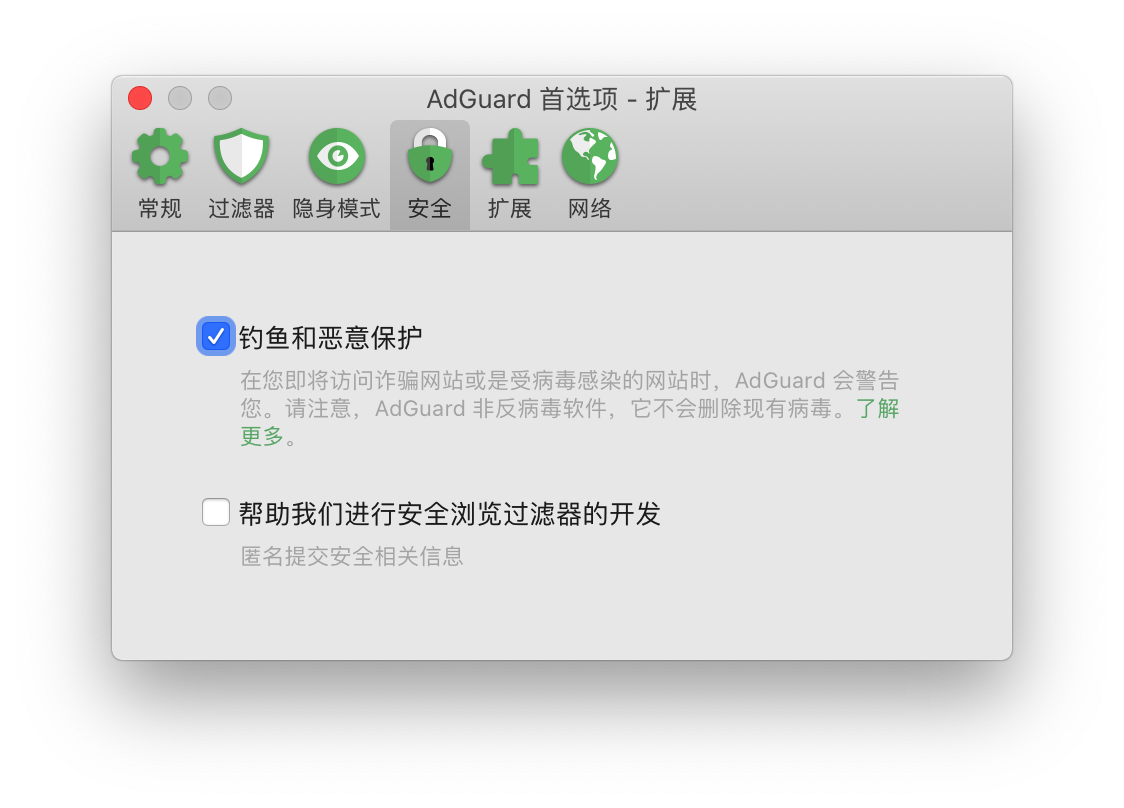 AdGuard 首选项 - 扩展
常规 过滤器 隐身模式 安全 扩展 网络
钓鱼和恶意保护
在您即将访问诈骗网站或是受病毒感染的网站时，AdGuard 会警告
您。请注意，AdGuard 非反病毒软件，它不会删除现有病毒。了解
更多。
帮助我们进行安全浏览过滤器的开发
匿名提交安全相关信息